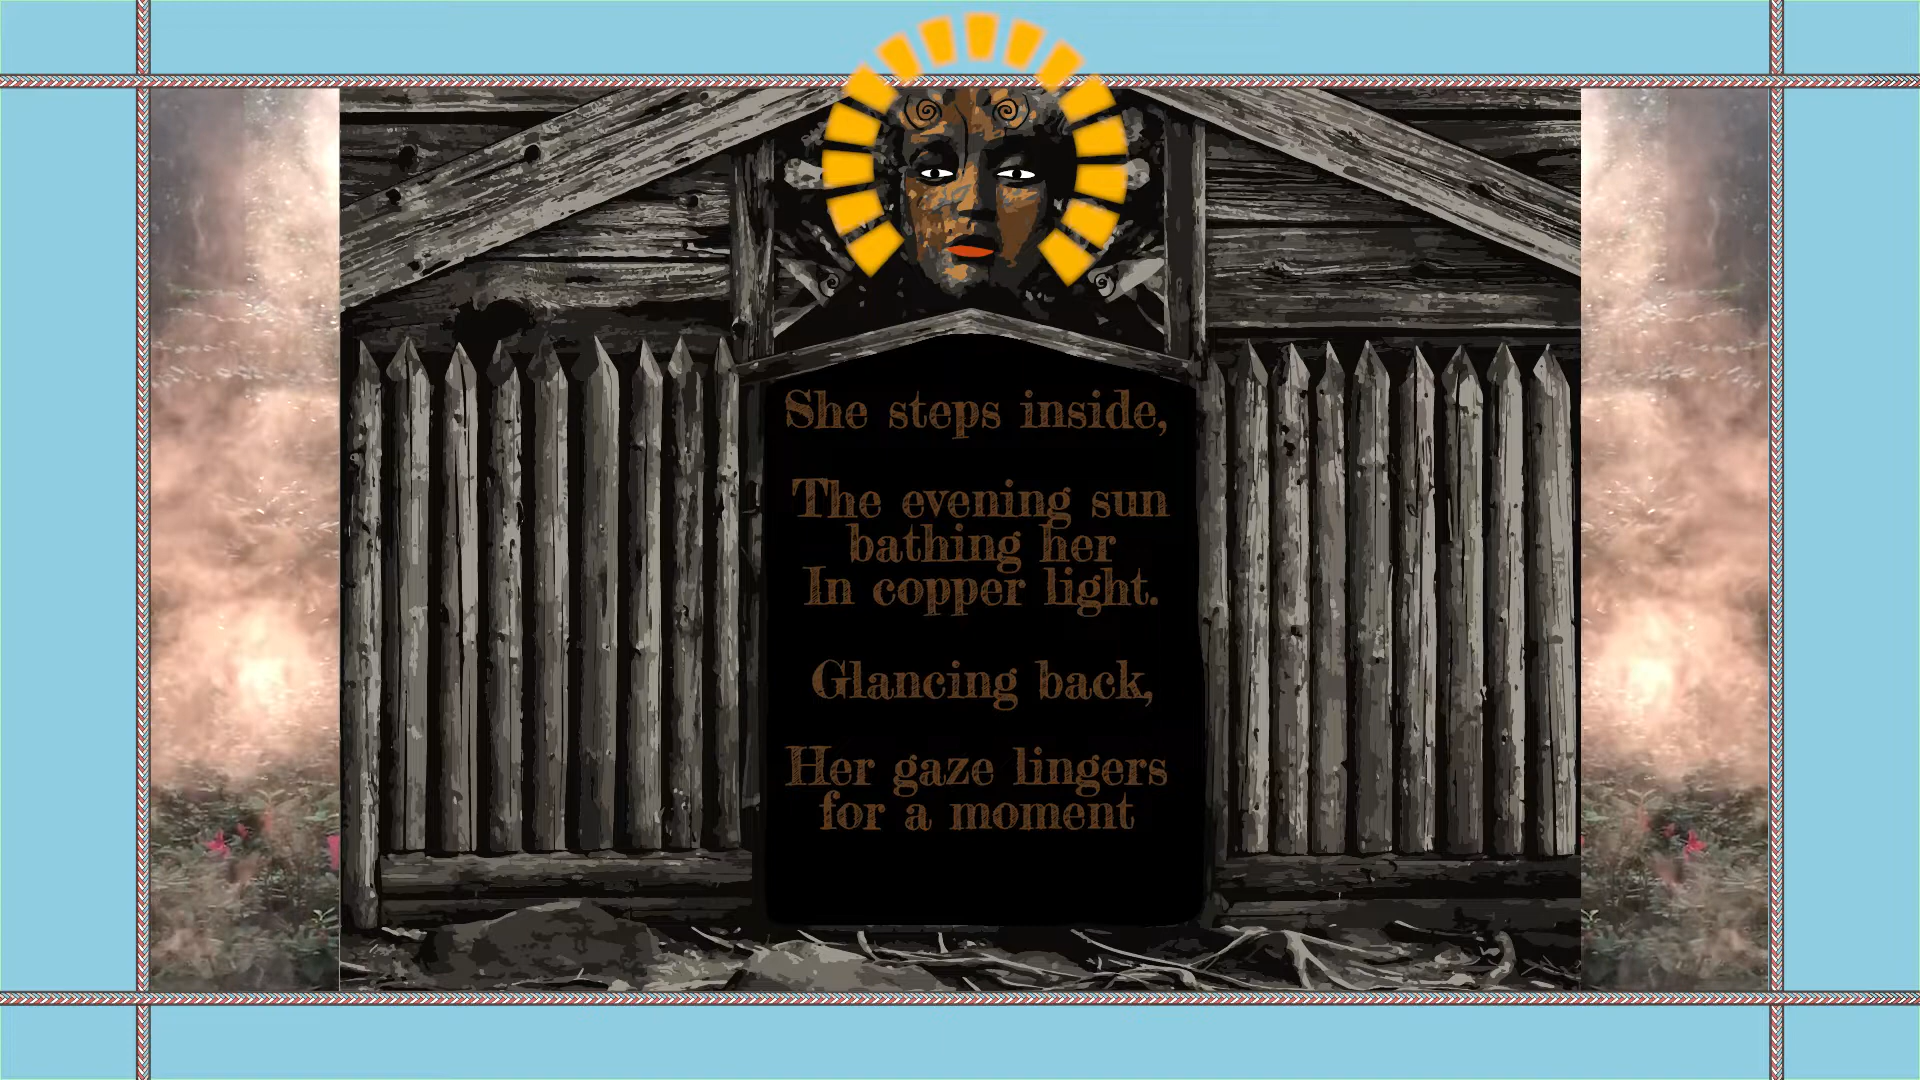 She steps inside,
The evening sun
bathing her
In copper light.
Glancing back,
Her gaze lingers
for a moment